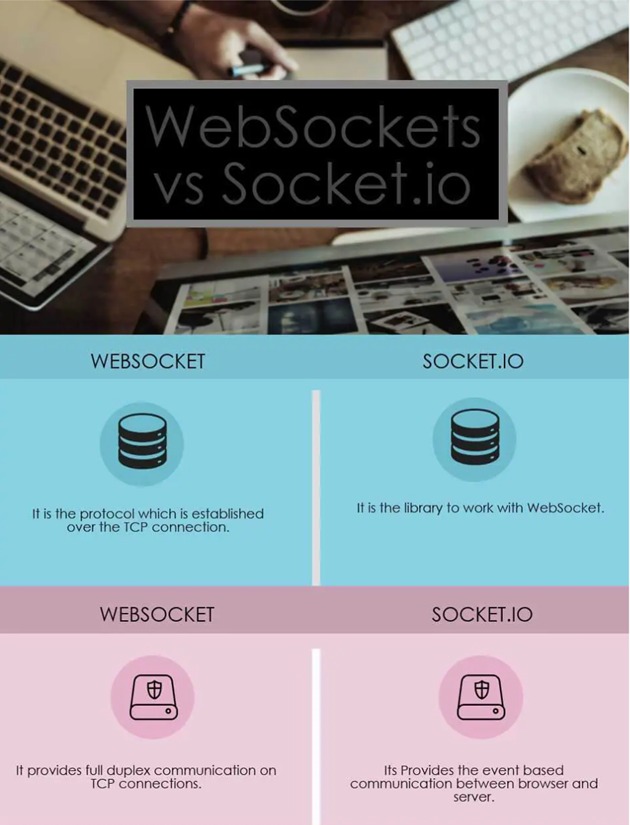 WebSockets
vs Socket.io
WEBSOCKET
SOCKET.IO
It is the protocol which is established
over the TCP connection.
It is the library to work with WebSocket.
WEBSOCKET
SOCKET.IO
It provides full duplex communication on
TCP connections.
Its Provides the event based
communication between browser and
server.